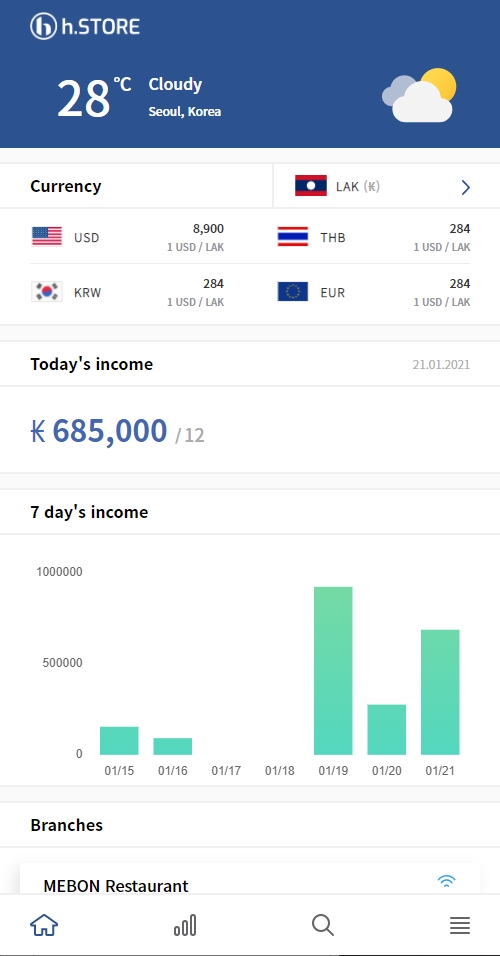 h.STORE
28 °C Cloudy
Seoul, Korea
Currency
LAK (₭)
USD 8,900
1 USD / LAK
THB 284
1 USD / LAK
KRW 284
1 USD / LAK
EUR 284
1 USD / LAK
Today's income 21.01.2021
₭ 685,000 / 12
7 day's income
1000000
500000
0
01/15 01/16 01/17 01/18 01/19 01/20 01/21
Branches
MEBON Restaurant